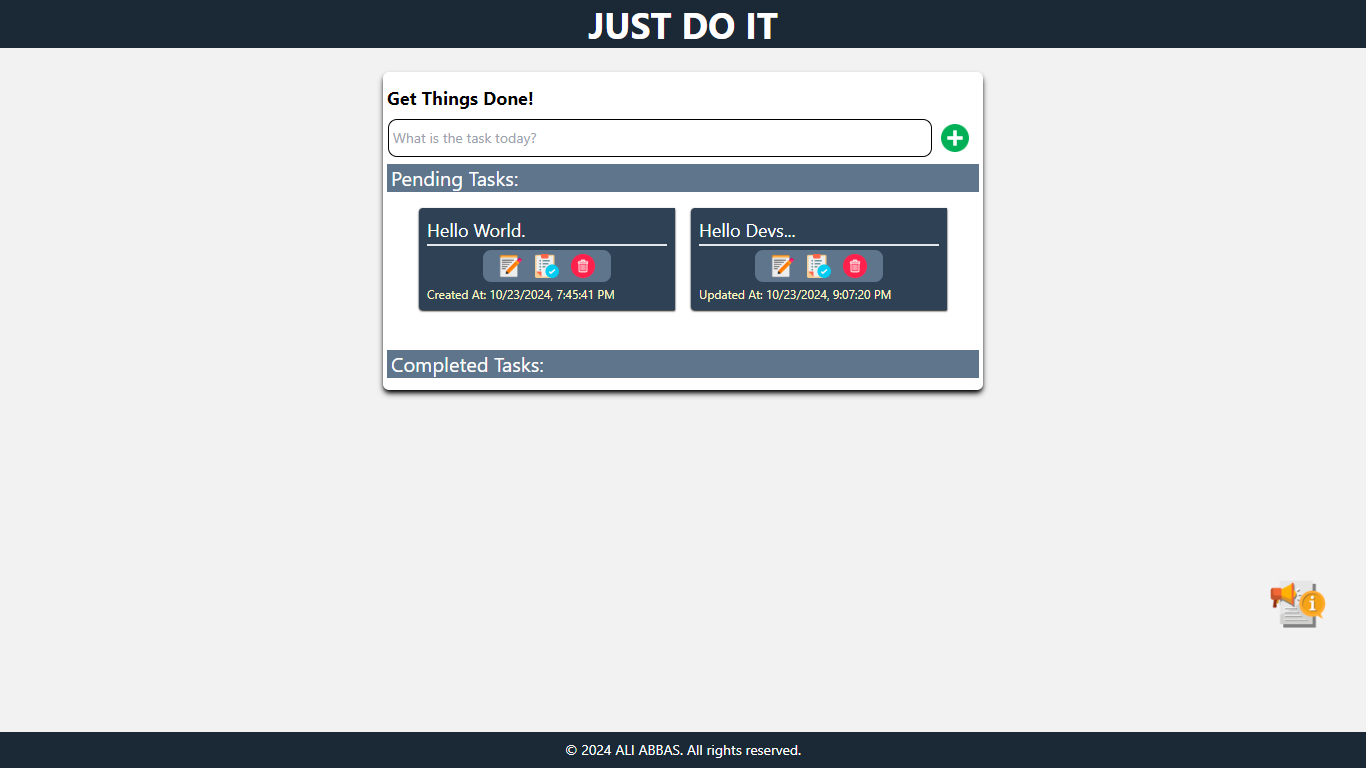 JUST DO IT
Get Things Done!
What is the task today?
Pending Tasks:
Hello World.
Created At: 10/23/2024, 7:45:41 PM
Hello Devs...
Updated At: 10/23/2024, 9:07:20 PM
Completed Tasks:
i
© 2024 ALI ABBAS. All rights reserved.